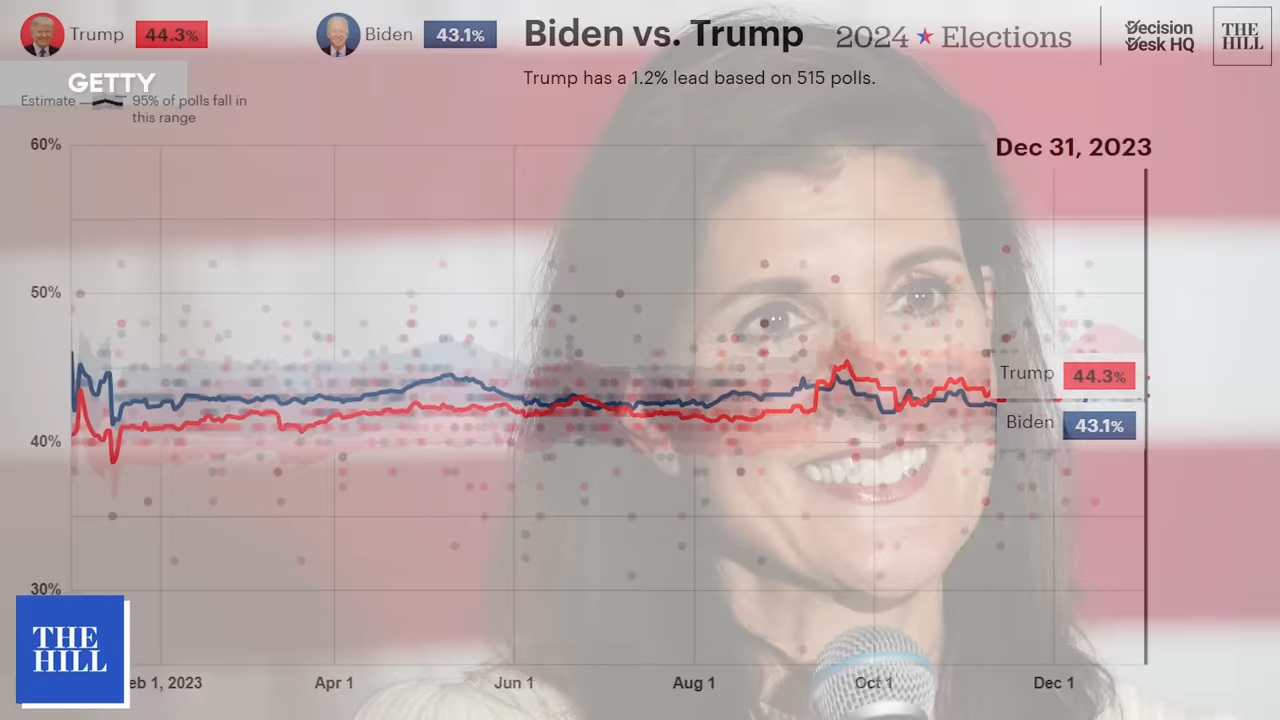 Trump 44.3% Biden 43.1% Biden vs. Trump 2024 ★ Elections Decision Desk HQ THE HILL
GETTY
Trump has a 1.2% lead based on 515 polls.
Estimate 95% of polls fall in
this range
60%
Dec 31, 2023
50%
Trump 44.3%
Biden 43.1%
40%
30%
THE
HILL
eb 1, 2023 Apr 1 Jun 1 Aug 1 Oct 1 Dec 1